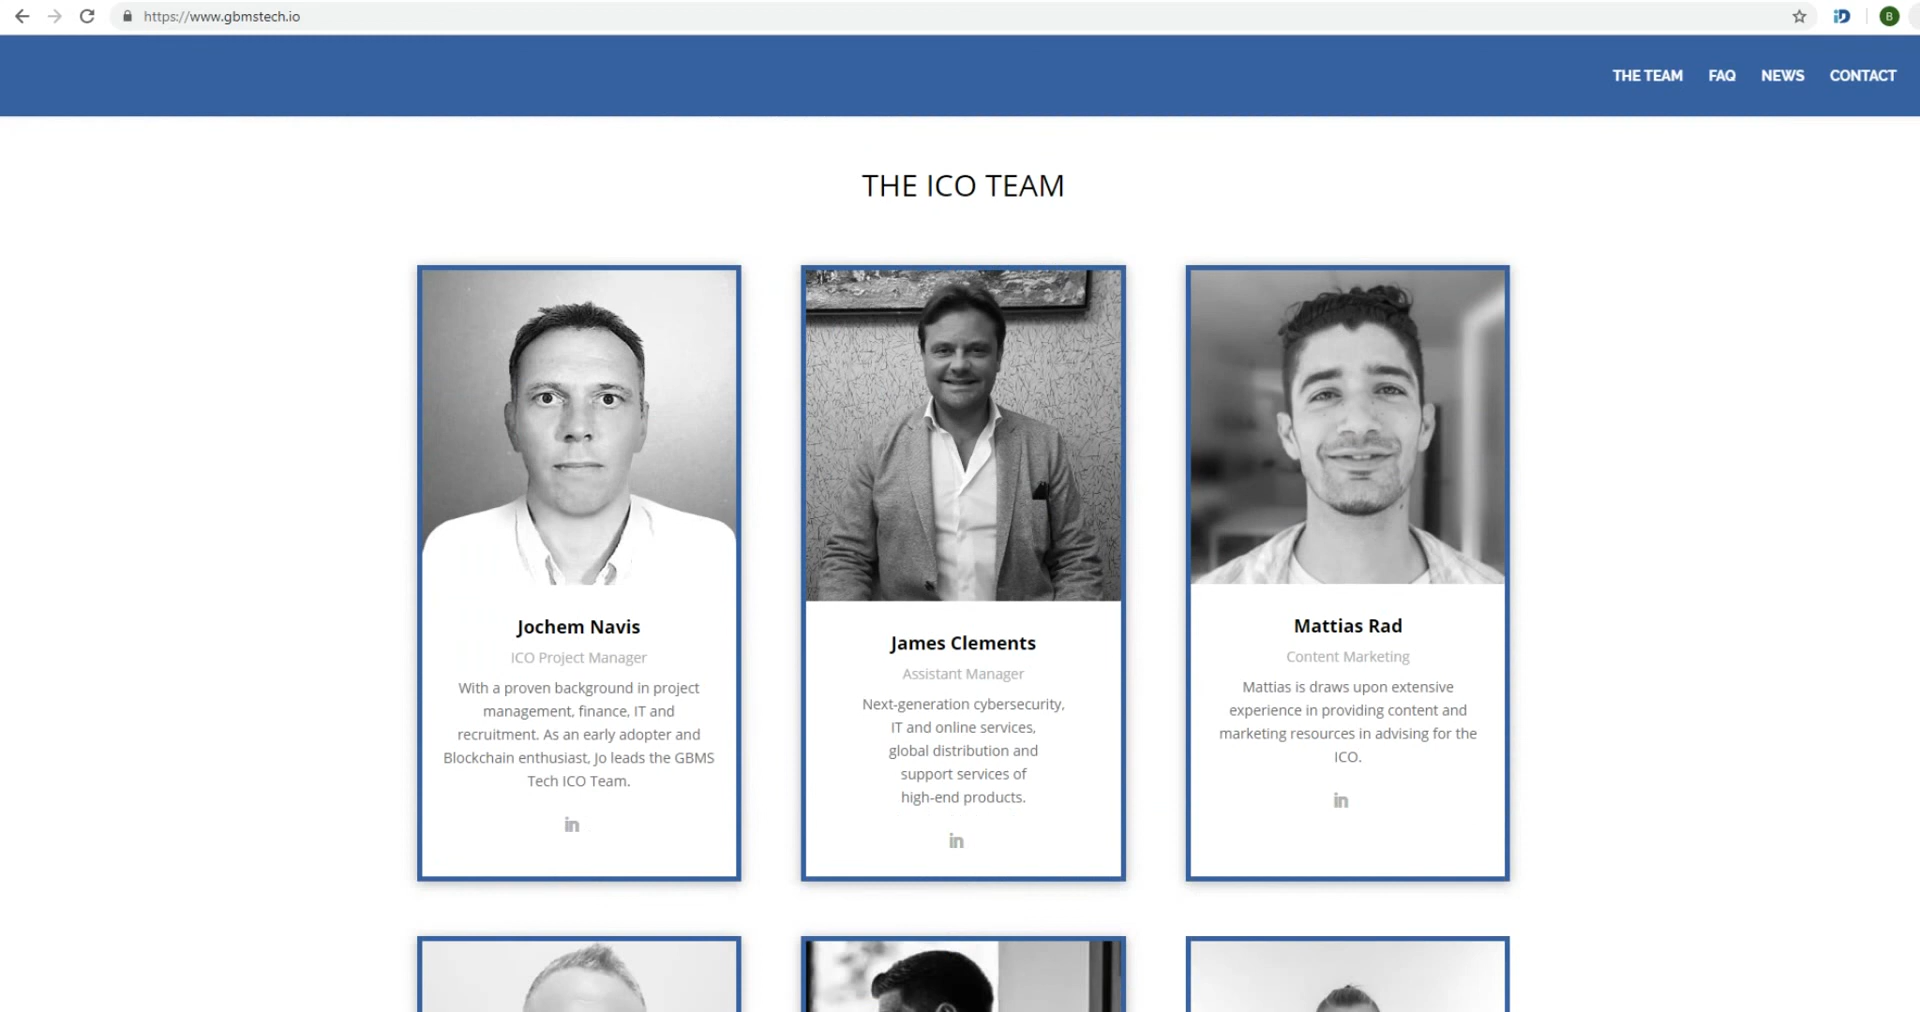 https://www.gbmstech.io
iD
B
THE TEAM FAQ NEWS CONTACT
THE ICO TEAM
Jochem Navis
ICO Project Manager
With a proven background in project
management, finance, IT and
recruitment. As an early adopter and
Blockchain enthusiast, Jo leads the GBMS
Tech ICO Team.
in
James Clements
Assistant Manager
Next-generation cybersecurity,
IT and online services,
global distribution and
support services of
high-end products.
in
Mattias Rad
Content Marketing
Mattias is draws upon extensive
experience in providing content and
marketing resources in advising for the
ICO.
in